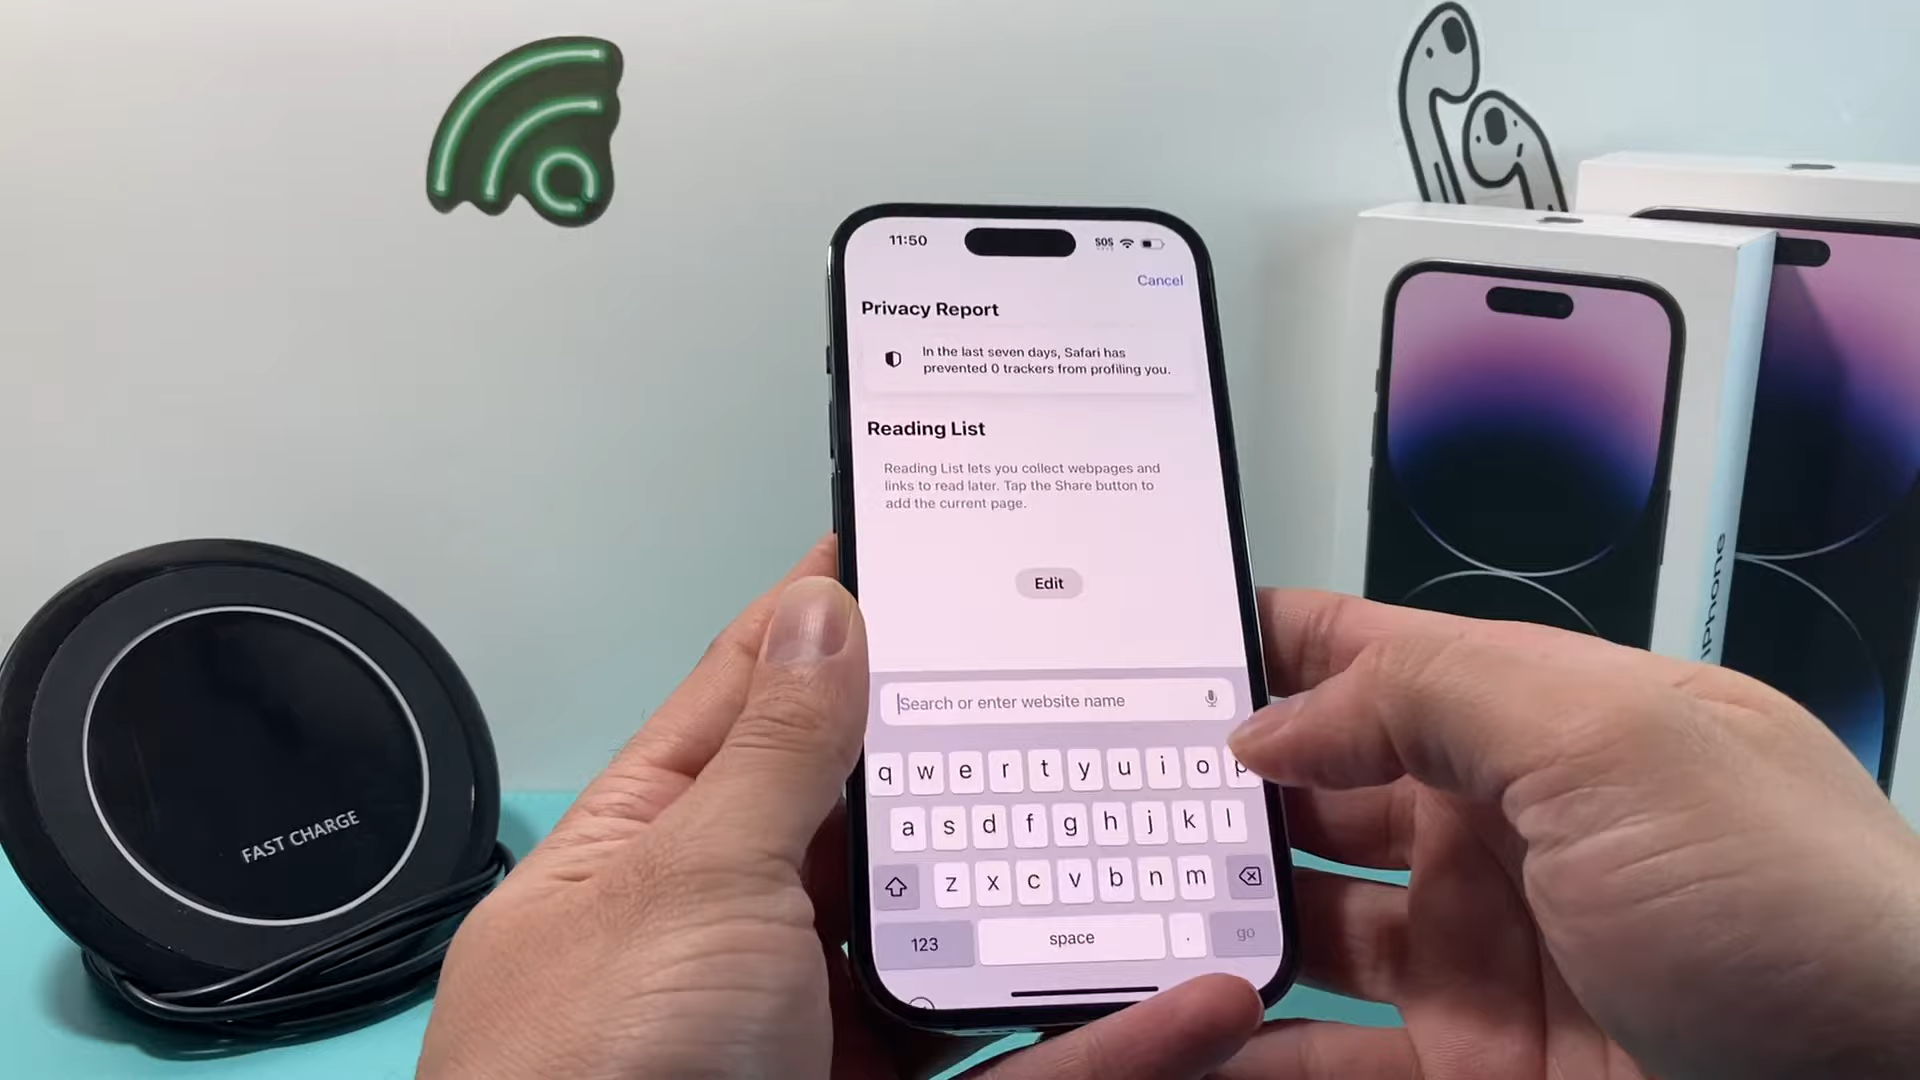 11:50
SOS
Cancel
Privacy Report
In the last seven days, Safari has
prevented 0 trackers from profiling you.
Reading List
Reading List lets you collect webpages and
links to read later. Tap the Share button to
add the current page.
Edit
Search or enter website name
q w e r t y u i o p
a s d f g h j k l
z x c v b n m
123 space . go
FAST CHARGE
iPhone